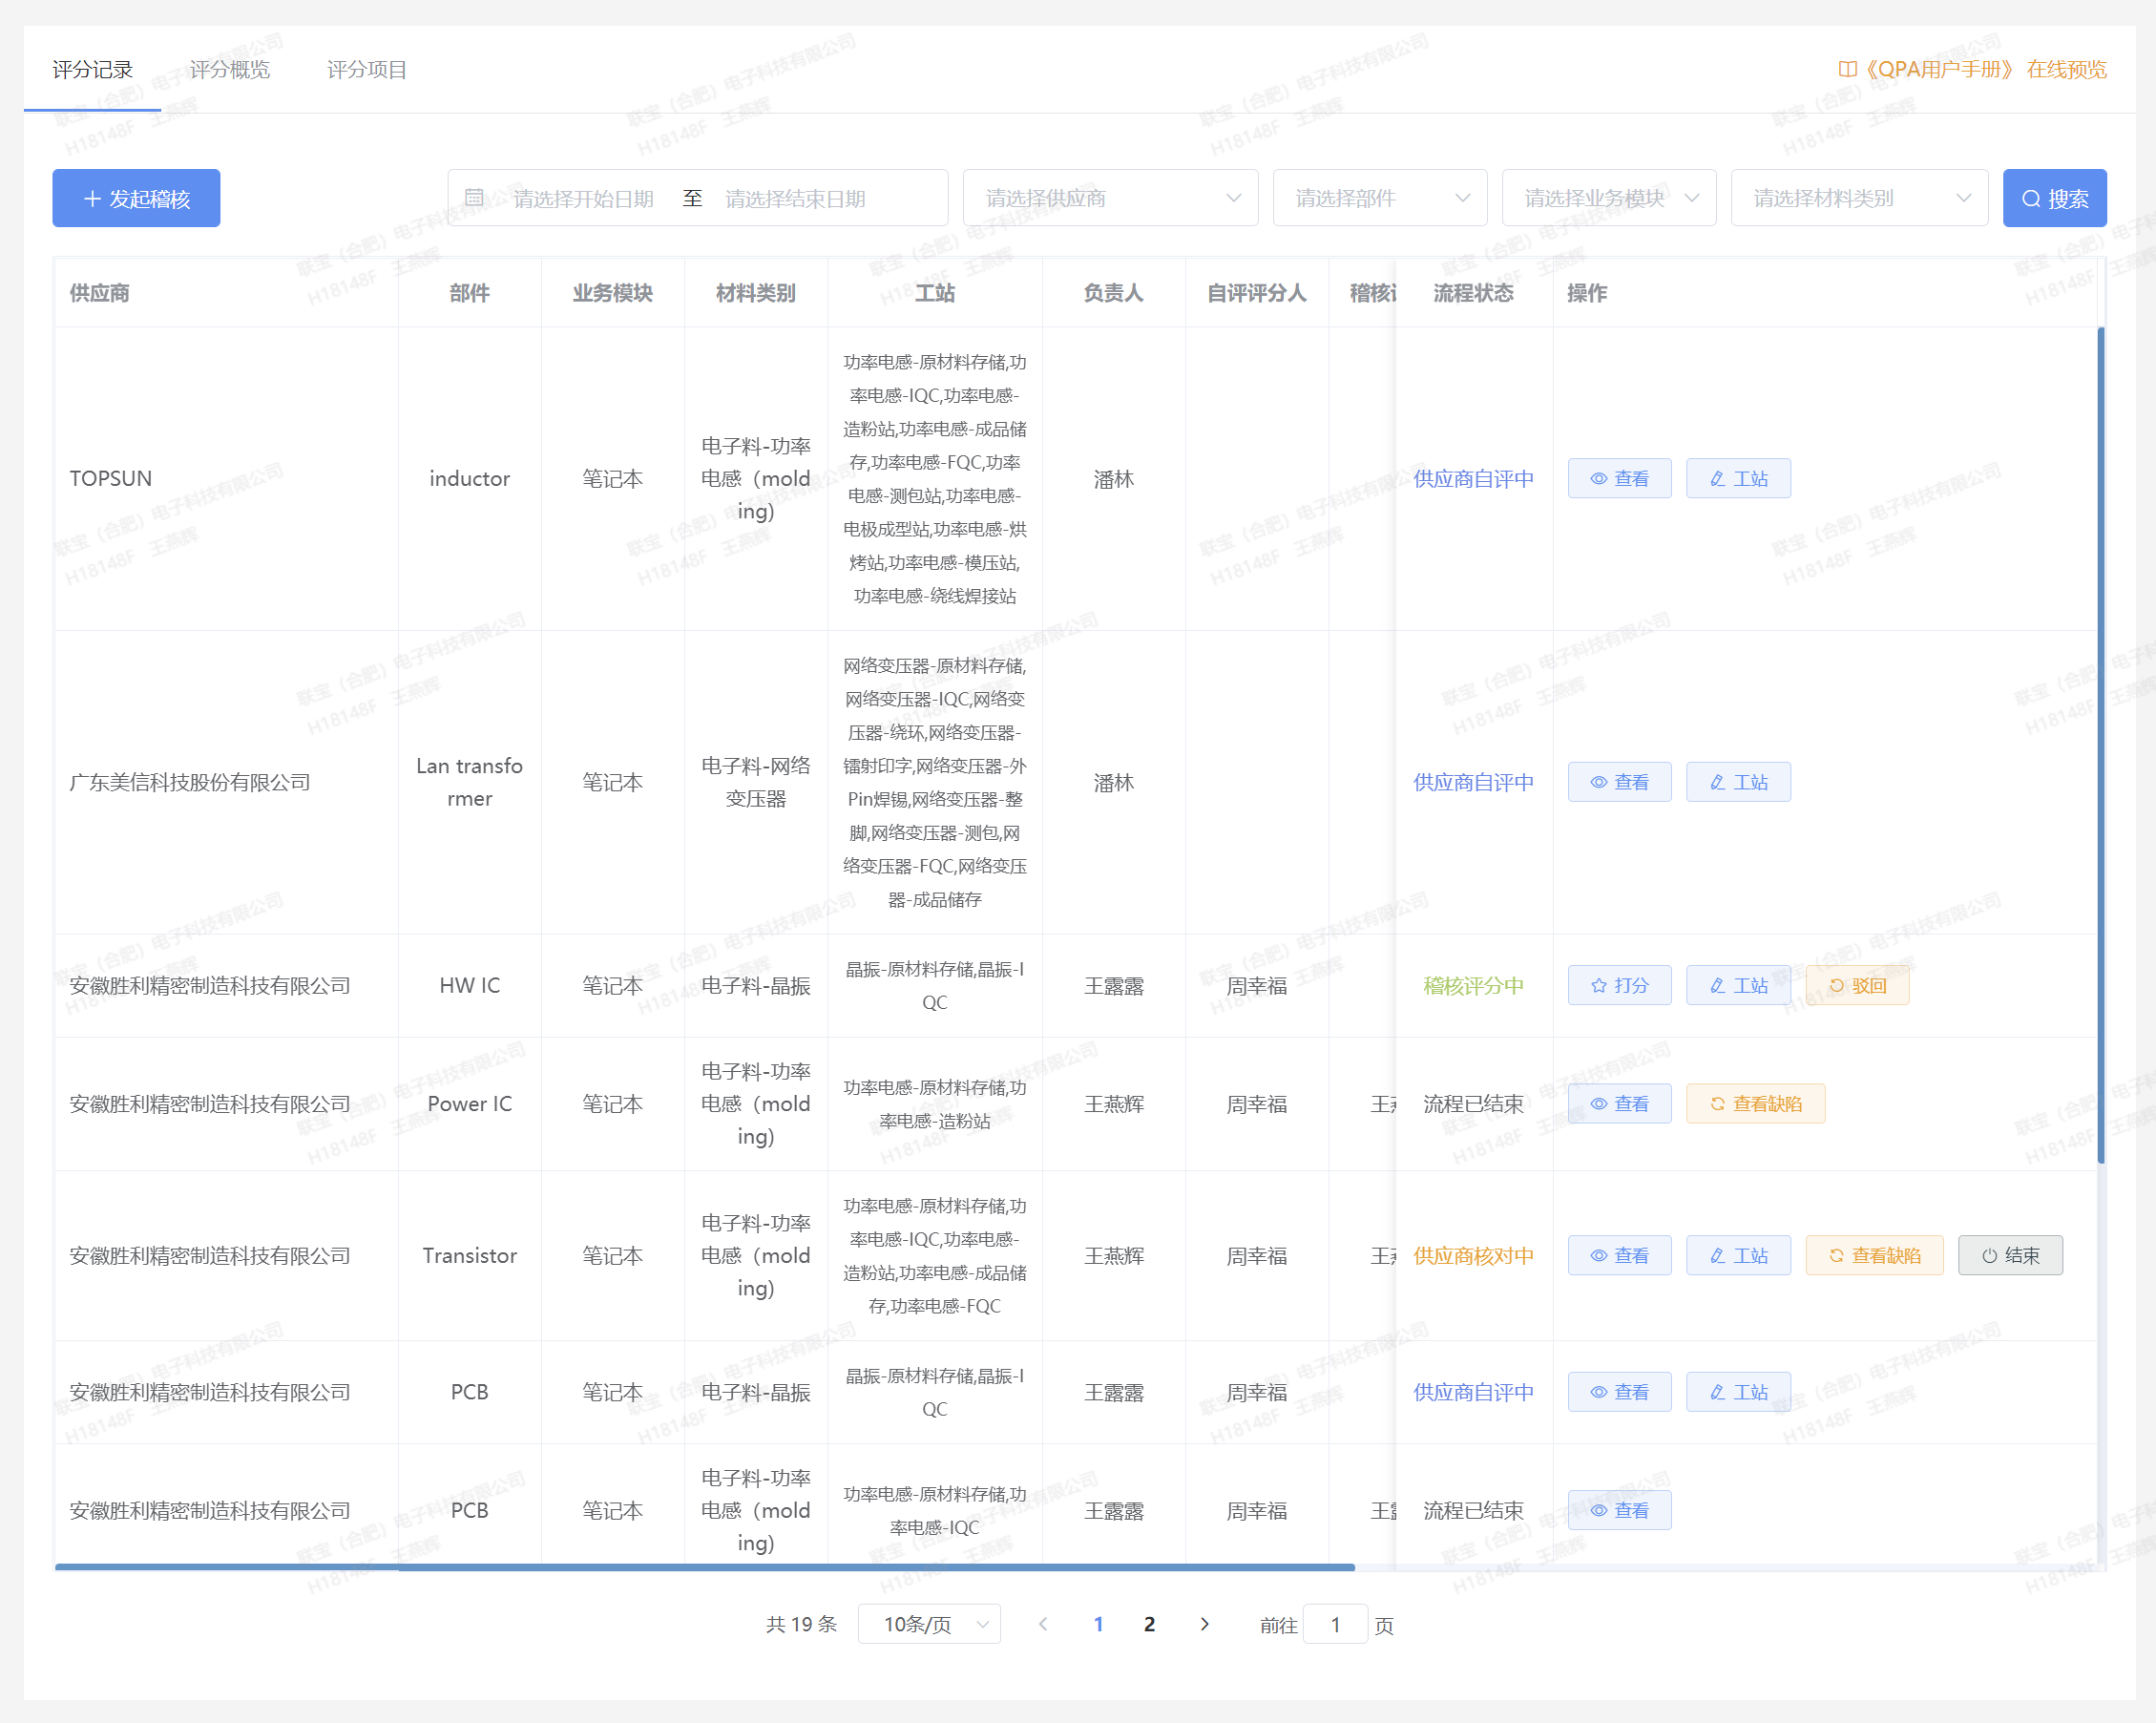 评分记录 评分概览 评分项目 《QPA用户手册》 在线预览
+ 发起稽核 请选择开始日期 至 请选择结束日期 请选择供应商 请选择部件 请选择业务模块 请选择材料类别 搜索
供应商 部件 业务模块 材料类别 工站 负责人 自评评分人 稽核 流程状态 操作
TOPSUN
inductor
笔记本
电子料-功率
电感（mold
ing)
功率电感-原材料存储,功
率电感-IQC,功率电感-
造粉站,功率电感-成品储
存,功率电感-FQC,功率
电感-测包站,功率电感-
电极成型站,功率电感-烘
烤站,功率电感-模压站,
功率电感-绕线焊接站
潘林
供应商自评中
查看 工站
广东美信科技股份有限公司
Lan transfo
rmer
笔记本
电子料-网络
变压器
网络变压器-原材料存储,
网络变压器-IQC,网络变
压器-绕环,网络变压器-
镭射印字,网络变压器-外
Pin焊锡,网络变压器-整
脚,网络变压器-测包,网
络变压器-FQC,网络变压
器-成品储存
潘林
供应商自评中
查看 工站
安徽胜利精密制造科技有限公司
HW IC
笔记本
电子料-晶振
晶振-原材料存储,晶振-I
QC
王露露
周幸福
稽核评分中
打分 工站 驳回
安徽胜利精密制造科技有限公司
Power IC
笔记本
电子料-功率
电感（mold
ing)
功率电感-原材料存储,功
率电感-造粉站
王燕辉
周幸福
王
流程已结束
查看 查看缺陷
安徽胜利精密制造科技有限公司
Transistor
笔记本
电子料-功率
电感（mold
ing)
功率电感-原材料存储,功
率电感-IQC,功率电感-
造粉站,功率电感-成品储
存,功率电感-FQC
王燕辉
周幸福
王
供应商核对中
查看 工站 查看缺陷 结束
安徽胜利精密制造科技有限公司
PCB
笔记本
电子料-晶振
晶振-原材料存储,晶振-I
QC
王露露
周幸福
供应商自评中
查看 工站
安徽胜利精密制造科技有限公司
PCB
笔记本
电子料-功率
电感（mold
ing)
功率电感-原材料存储,功
率电感-IQC
王露露
周幸福
王
流程已结束
查看
共 19 条 10条/页 1 2 前往 1 页
联宝（合肥）电子科技有限公司
H18148F 王燕辉